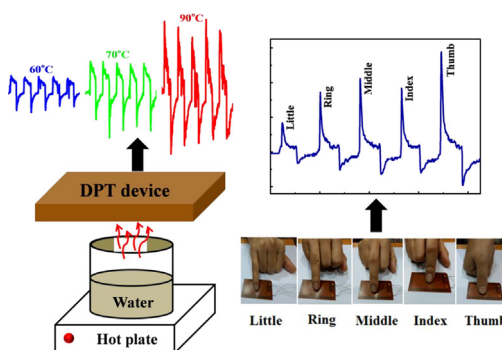 90°C
70°C
60°C
DPT device
Water
Hot plate
Little
Ring
Middle
Index
Thumb
Little
Ring
Middle
Index
Thumb